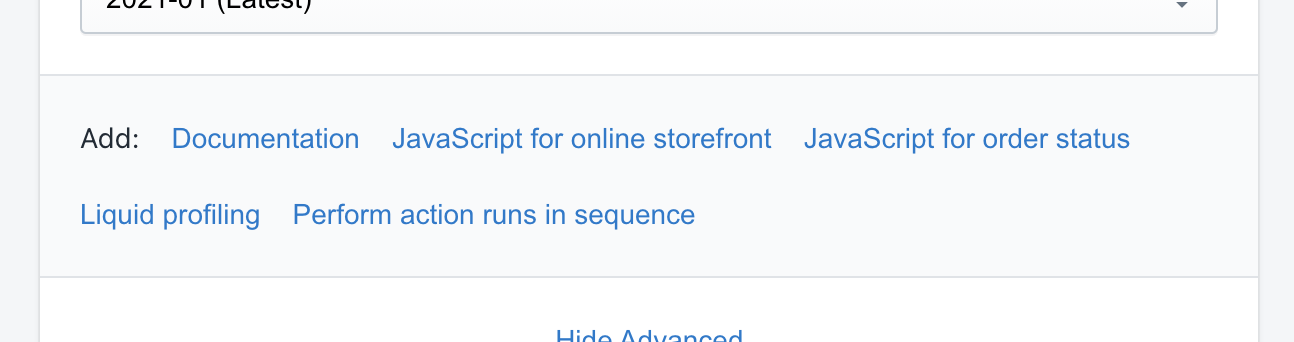 2021-01 (Latest)
Add: Documentation JavaScript for online storefront JavaScript for order status
Liquid profiling Perform action runs in sequence
Hide Advanced